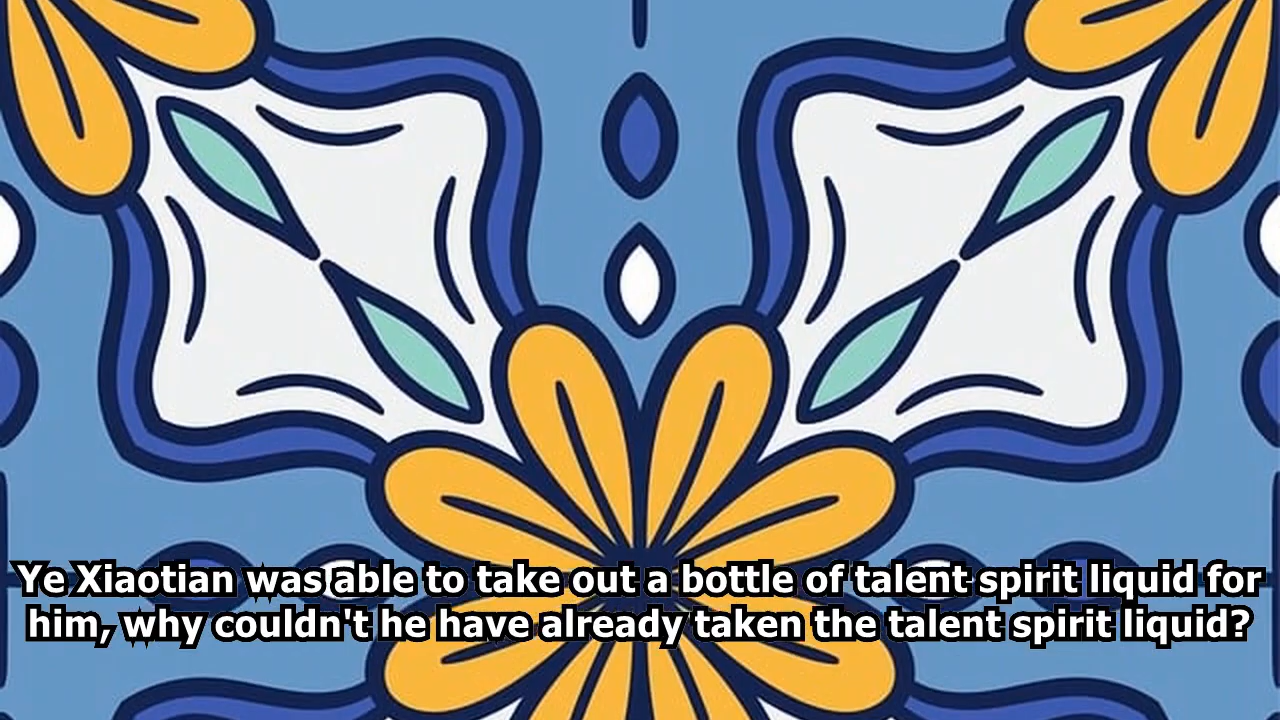 Ye Xiaotian was able to take out a bottle of talent spirit liquid for
him, why couldn't he have already taken the talent spirit liquid?